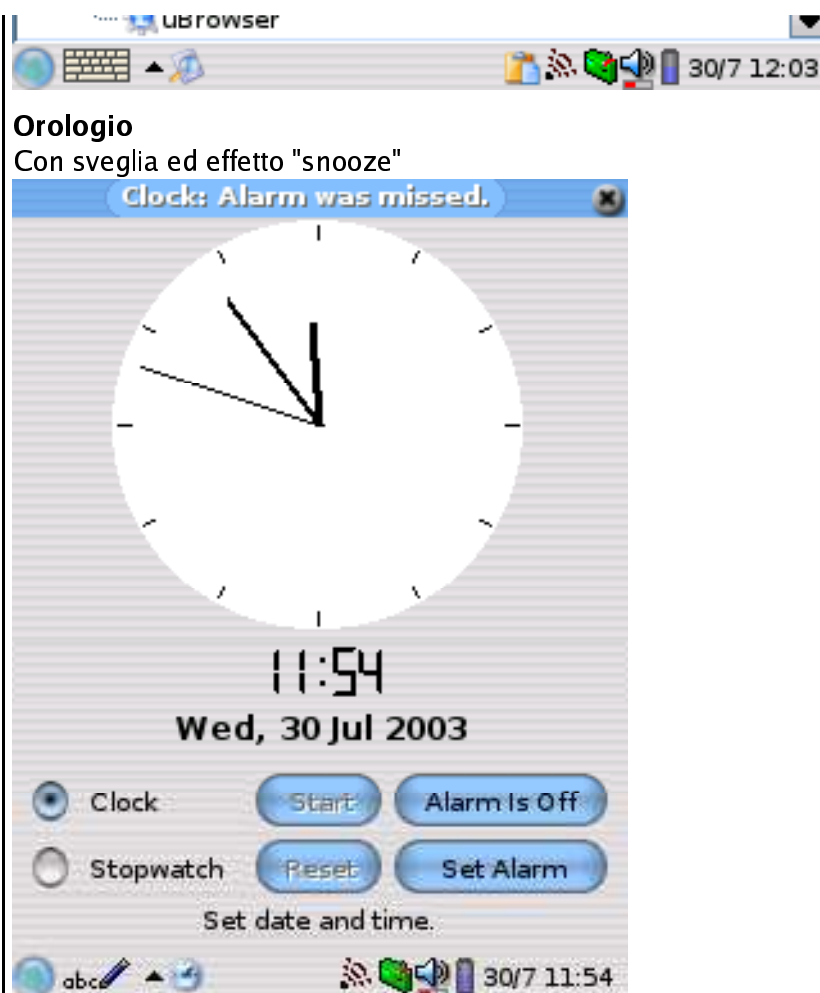 uBrowser
30/7 12:03
Orologio
Con sveglia ed effetto "snooze"
Clock: Alarm was missed.
11:54
Wed, 30 Jul 2003
Clock Start Alarm Is Off
Stopwatch Reset Set Alarm
Set date and time.
abc 30/7 11:54